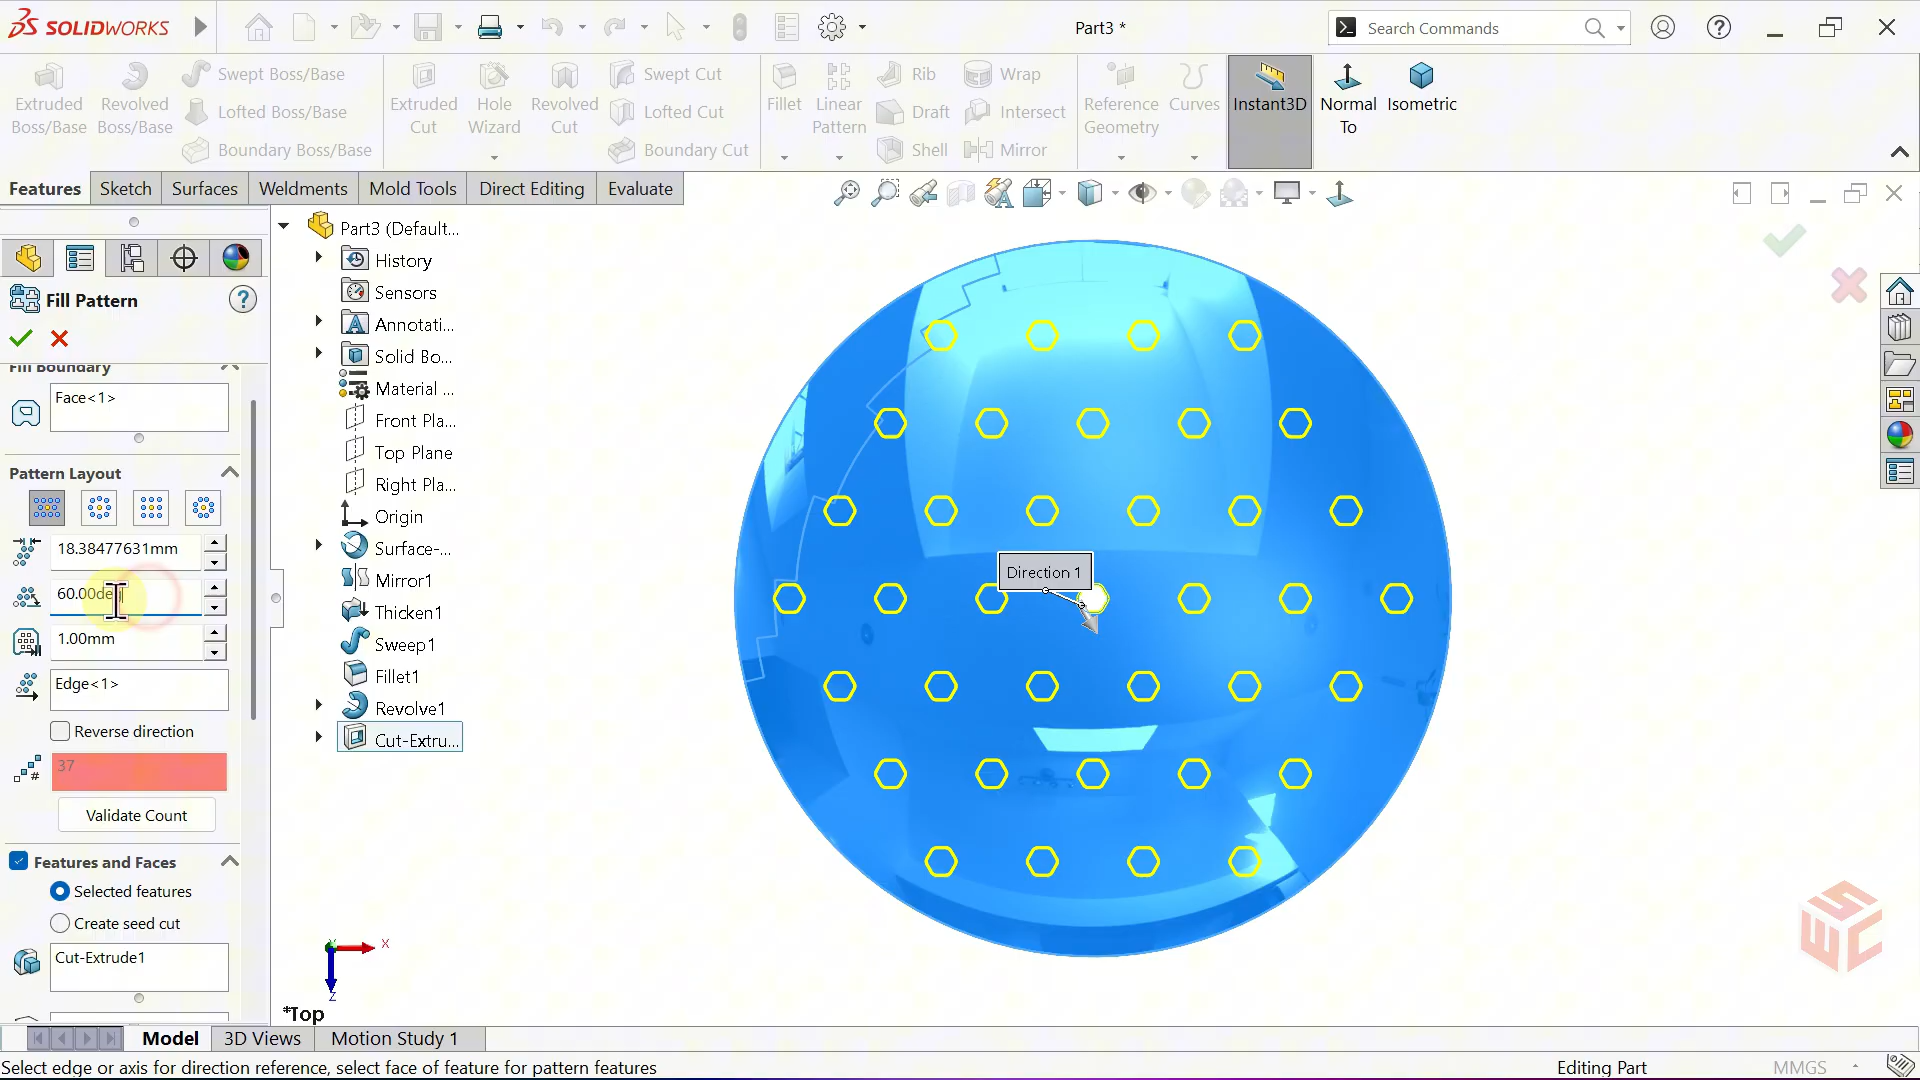 SOLIDWORKS
Part3 *
Search Commands
Extruded Boss/Base
Revolved Boss/Base
Swept Boss/Base
Lofted Boss/Base
Boundary Boss/Base
Extruded Cut
Hole Wizard
Revolved Cut
Swept Cut
Lofted Cut
Boundary Cut
Fillet
Linear Pattern
Rib
Draft
Shell
Wrap
Intersect
Mirror
Reference Geometry
Curves
Instant3D
Normal To
Isometric
Features
Sketch
Surfaces
Weldments
Mold Tools
Direct Editing
Evaluate
Fill Pattern
Fill Boundary
Face<1>
Pattern Layout
18.38477631mm
60.00deg
1.00mm
Edge<1>
Reverse direction
37
Validate Count
Features and Faces
Selected features
Create seed cut
Cut-Extrude1
Part3 (Default...
History
Sensors
Annotati...
Solid Bo...
Material ...
Front Pla...
Top Plane
Right Pla...
Origin
Surface-...
Mirror1
Thicken1
Sweep1
Fillet1
Revolve1
Cut-Extru...
Direction 1
X
Y
Z
*Top
SWC
Model
3D Views
Motion Study 1
Select edge or axis for direction reference, select face of feature for pattern features
Editing Part
MMGS